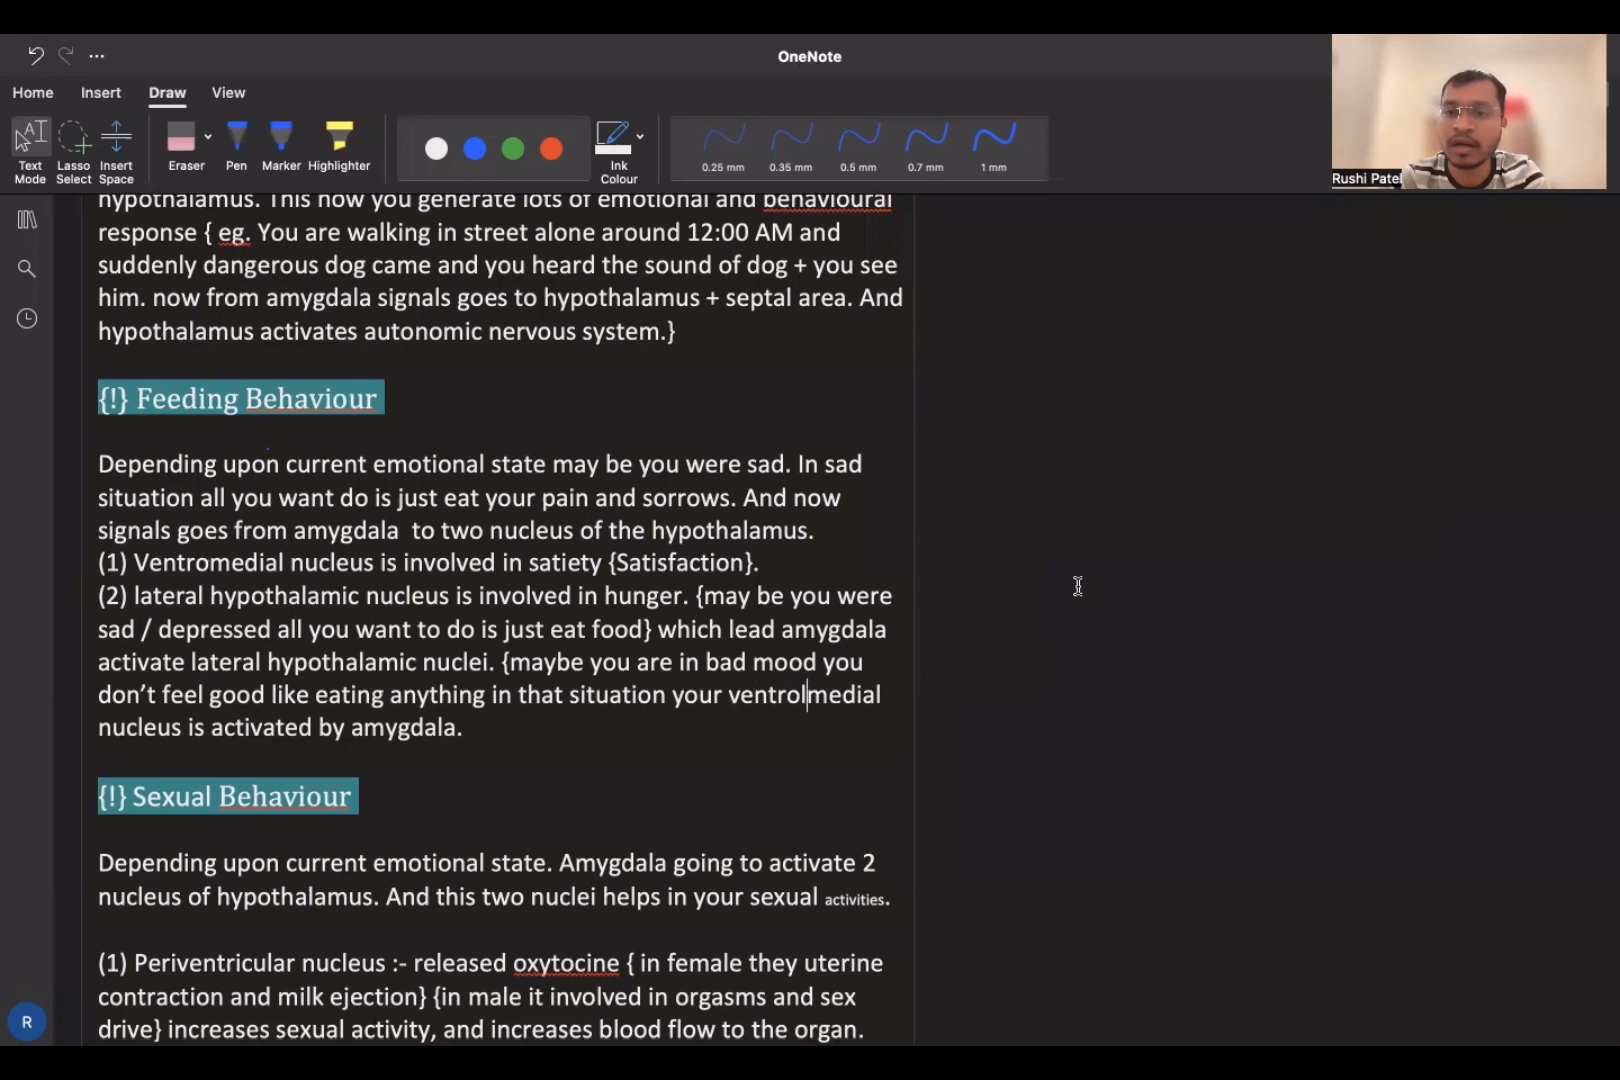 OneNote
Home Insert Draw View
Text Mode
Lasso Select
Insert Space
Eraser
Pen
Marker
Highlighter
Ink Colour
0.25 mm
0.35 mm
0.5 mm
0.7 mm
1 mm
Rushi Patel
hypothalamus. This how you generate lots of emotional and behavioural
response { eg. You are walking in street alone around 12:00 AM and
suddenly dangerous dog came and you heard the sound of dog + you see
him. now from amygdala signals goes to hypothalamus + septal area. And
hypothalamus activates autonomic nervous system.}
{!} Feeding Behaviour
Depending upon current emotional state may be you were sad. In sad
situation all you want do is just eat your pain and sorrows. And now
signals goes from amygdala  to two nucleus of the hypothalamus.
(1) Ventromedial nucleus is involved in satiety {Satisfaction}.
(2) lateral hypothalamic nucleus is involved in hunger. {may be you were
sad / depressed all you want to do is just eat food} which lead amygdala
activate lateral hypothalamic nuclei. {maybe you are in bad mood you
don’t feel good like eating anything in that situation your ventrolmedial
nucleus is activated by amygdala.
{!} Sexual Behaviour
Depending upon current emotional state. Amygdala going to activate 2
nucleus of hypothalamus. And this two nuclei helps in your sexual activities.
(1) Periventricular nucleus :- released oxytocine { in female they uterine
contraction and milk ejection} {in male it involved in orgasms and sex
drive} increases sexual activity, and increases blood flow to the organ.
R